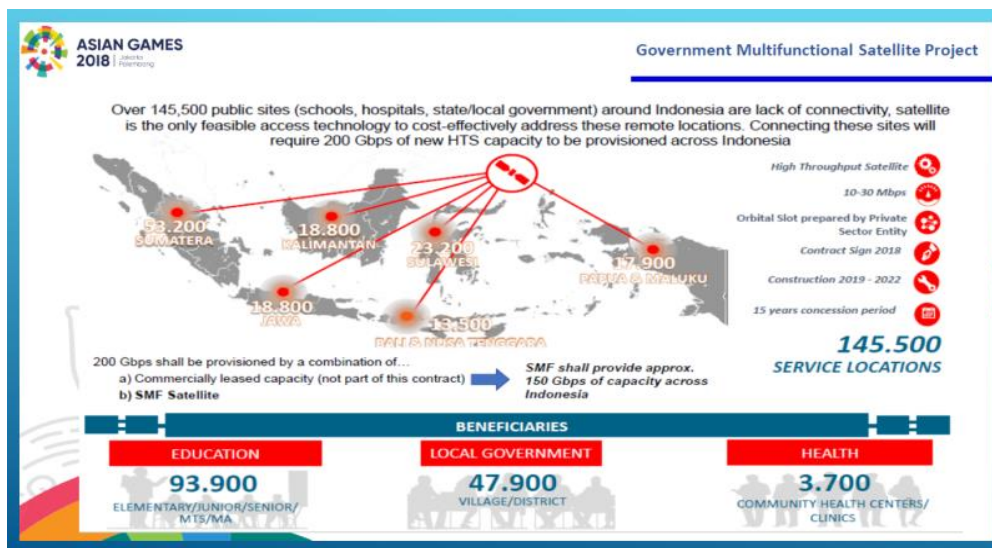 ASIAN GAMES
2018 Jakarta
Palembang
Government Multifunctional Satellite Project
Over 145,500 public sites (schools, hospitals, state/local government) around Indonesia are lack of connectivity, satellite
is the only feasible access technology to cost-effectively address these remote locations. Connecting these sites will
require 200 Gbps of new HTS capacity to be provisioned across Indonesia
High Throughput Satellite
10-30 Mbps
Orbital Slot prepared by Private
Sector Entity
Contract Sign 2018
Construction 2019 - 2022
15 years concession period
145.500
SERVICE LOCATIONS
53.200
SUMATERA
18.800
KALIMANTAN
23.200
SULAWESI
17.900
PAPUA & MALUKU
18.800
JAWA
13.500
BALI & NUSA TENGGARA
200 Gbps shall be provisioned by a combination of…
a) Commercially leased capacity (not part of this contract)
b) SMF Satellite
SMF shall provide approx.
150 Gbps of capacity across
Indonesia
BENEFICIARIES
EDUCATION
93.900
ELEMENTARY/JUNIOR/SENIOR/
MTS/MA
LOCAL GOVERNMENT
47.900
VILLAGE/DISTRICT
HEALTH
3.700
COMMUNITY HEALTH CENTERS/
CLINICS